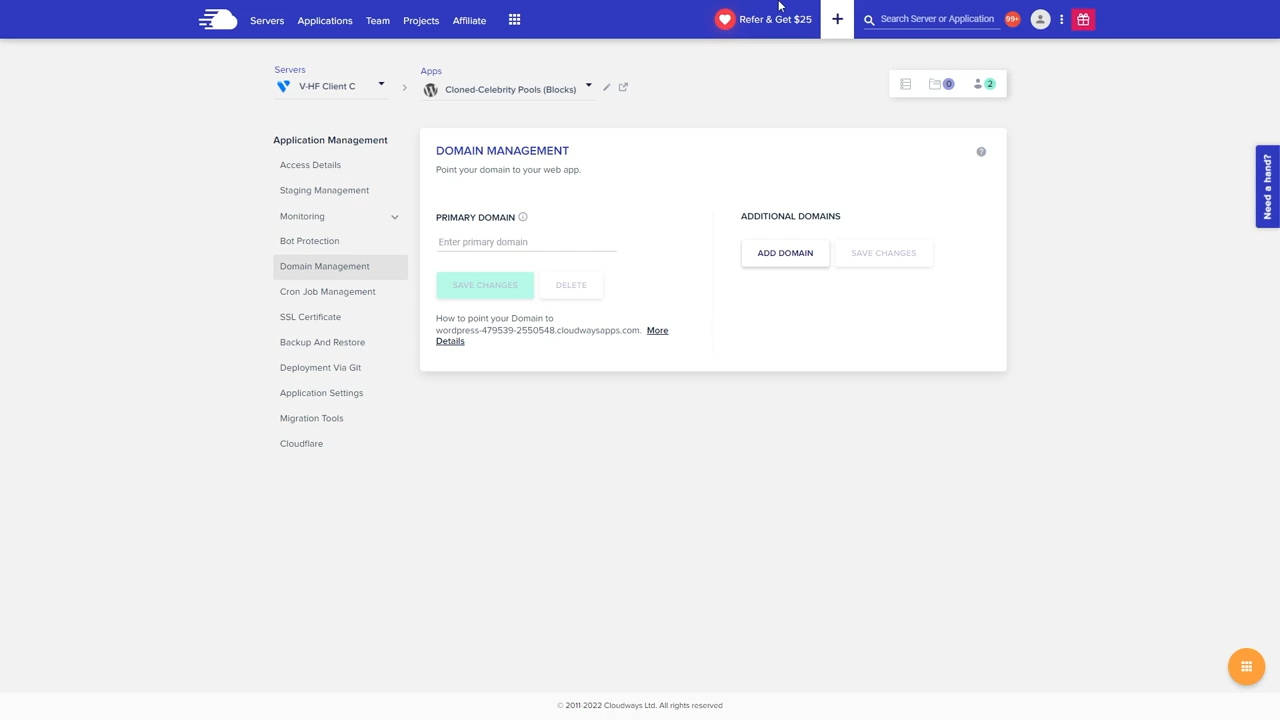 Servers
Applications
Team
Projects
Affiliate
Refer & Get $25
+
Search Server or Application
99+
Servers
V-HF Client C
Apps
Cloned-Celebrity Pools (Blocks)
0
2
Application Management
Access Details
Staging Management
Monitoring
Bot Protection
Domain Management
Cron Job Management
SSL Certificate
Backup And Restore
Deployment Via Git
Application Settings
Migration Tools
Cloudflare
DOMAIN MANAGEMENT
Point your domain to your web app.
PRIMARY DOMAIN
Enter primary domain
SAVE CHANGES
DELETE
How to point your Domain to
wordpress-479539-2550548.cloudwaysapps.com. More
Details
ADDITIONAL DOMAINS
ADD DOMAIN
SAVE CHANGES
Need a hand?
© 2011-2022 Cloudways Ltd. All rights reserved